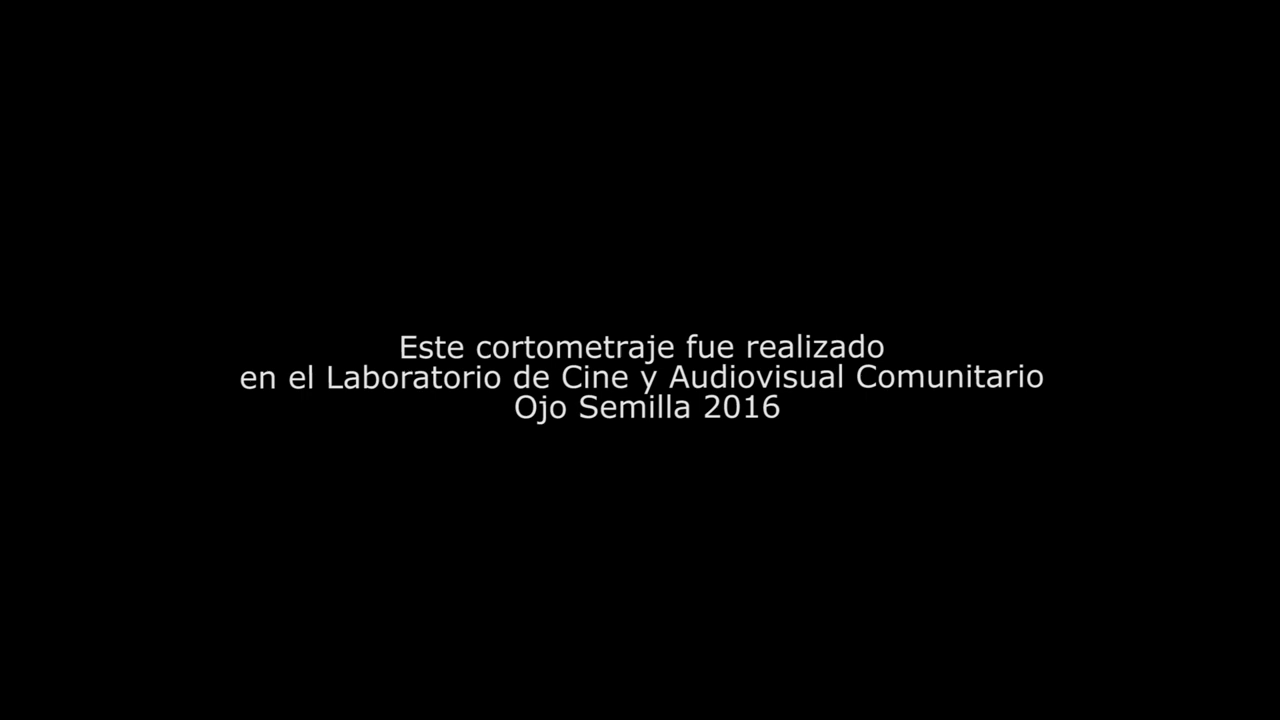 Este cortometraje fue realizado
en el Laboratorio de Cine y Audiovisual Comunitario
Ojo Semilla 2016